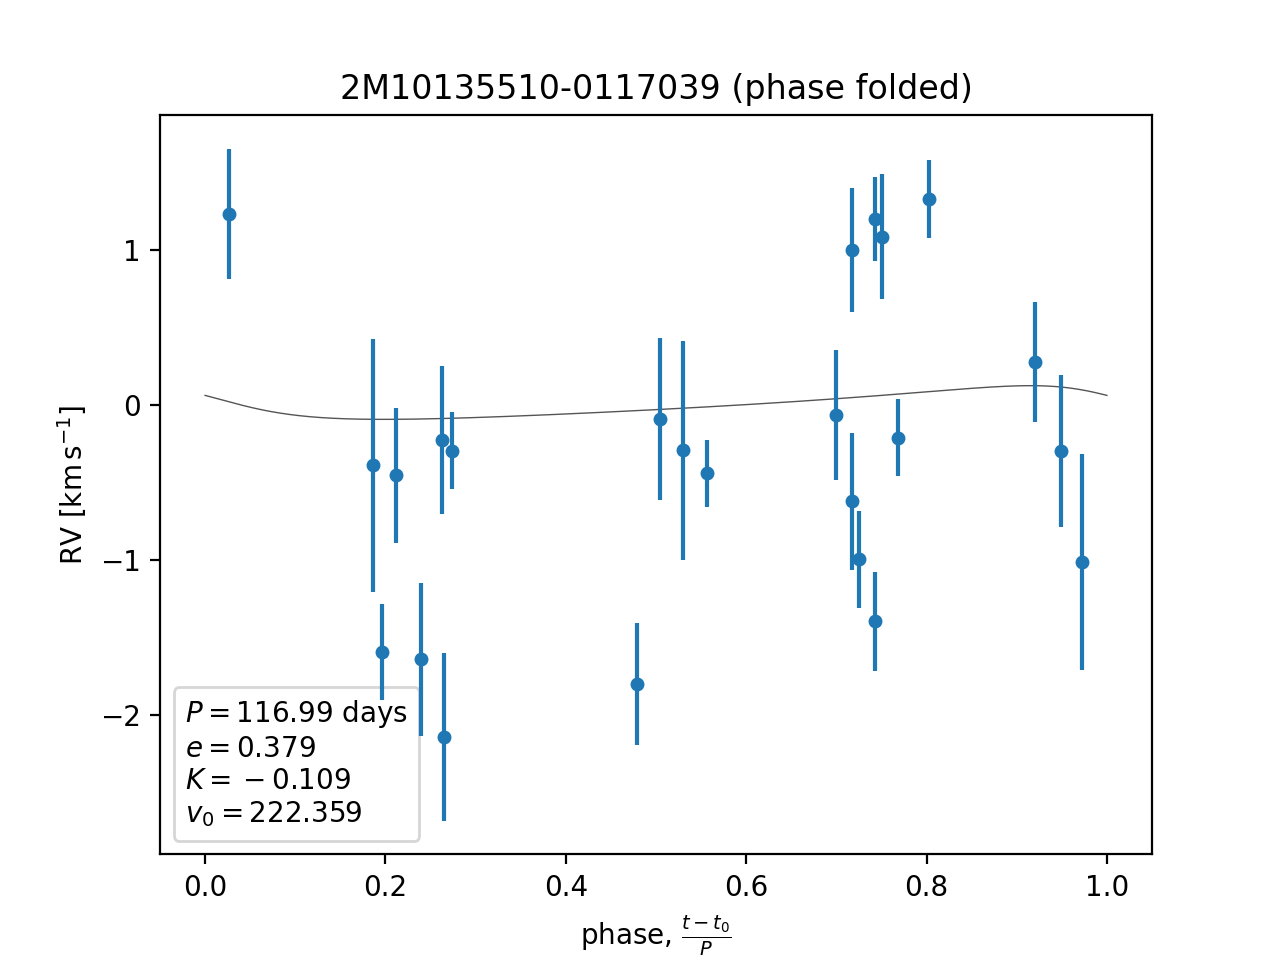 2M10135510-0117039 (phase folded)
RV [km s⁻¹]
1
0
−1
−2
P = 116.99 days
e = 0.379
K = −0.109
v₀ = 222.359
0.0 0.2 0.4 0.6 0.8 1.0
phase, (t − t₀)/P